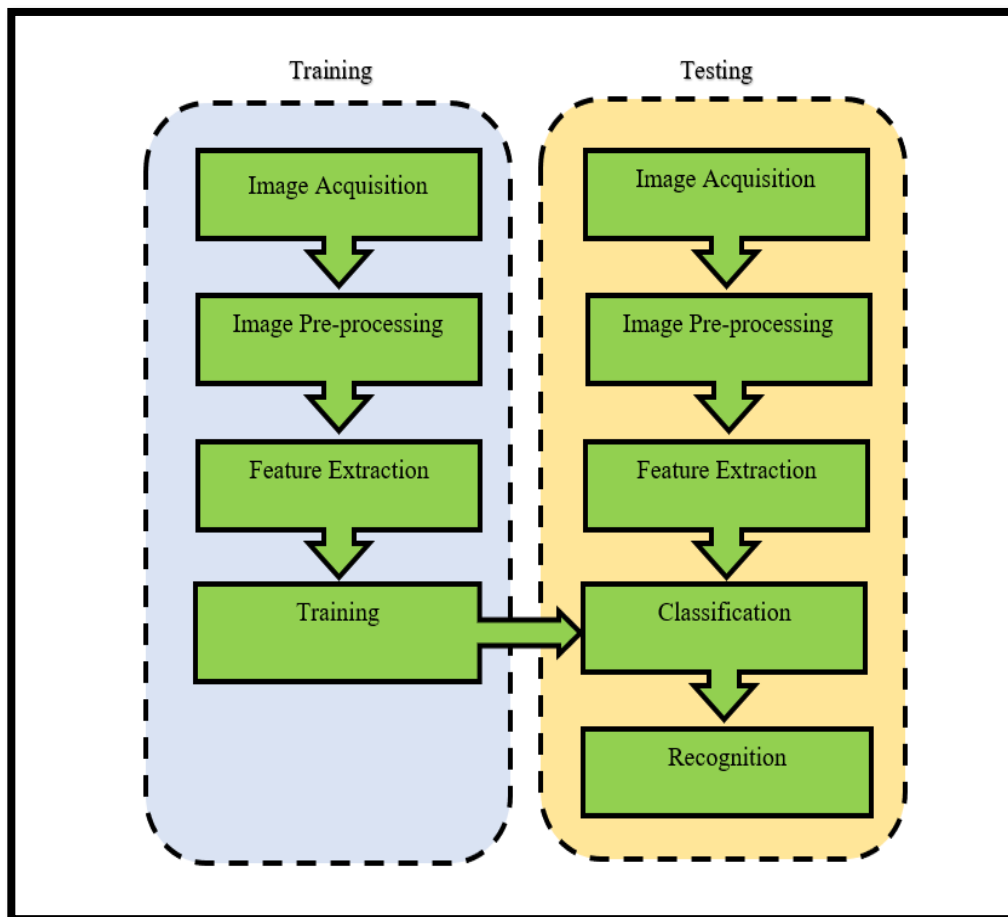 Training
Image Acquisition
Image Pre-processing
Feature Extraction
Training
Testing
Image Acquisition
Image Pre-processing
Feature Extraction
Classification
Recognition